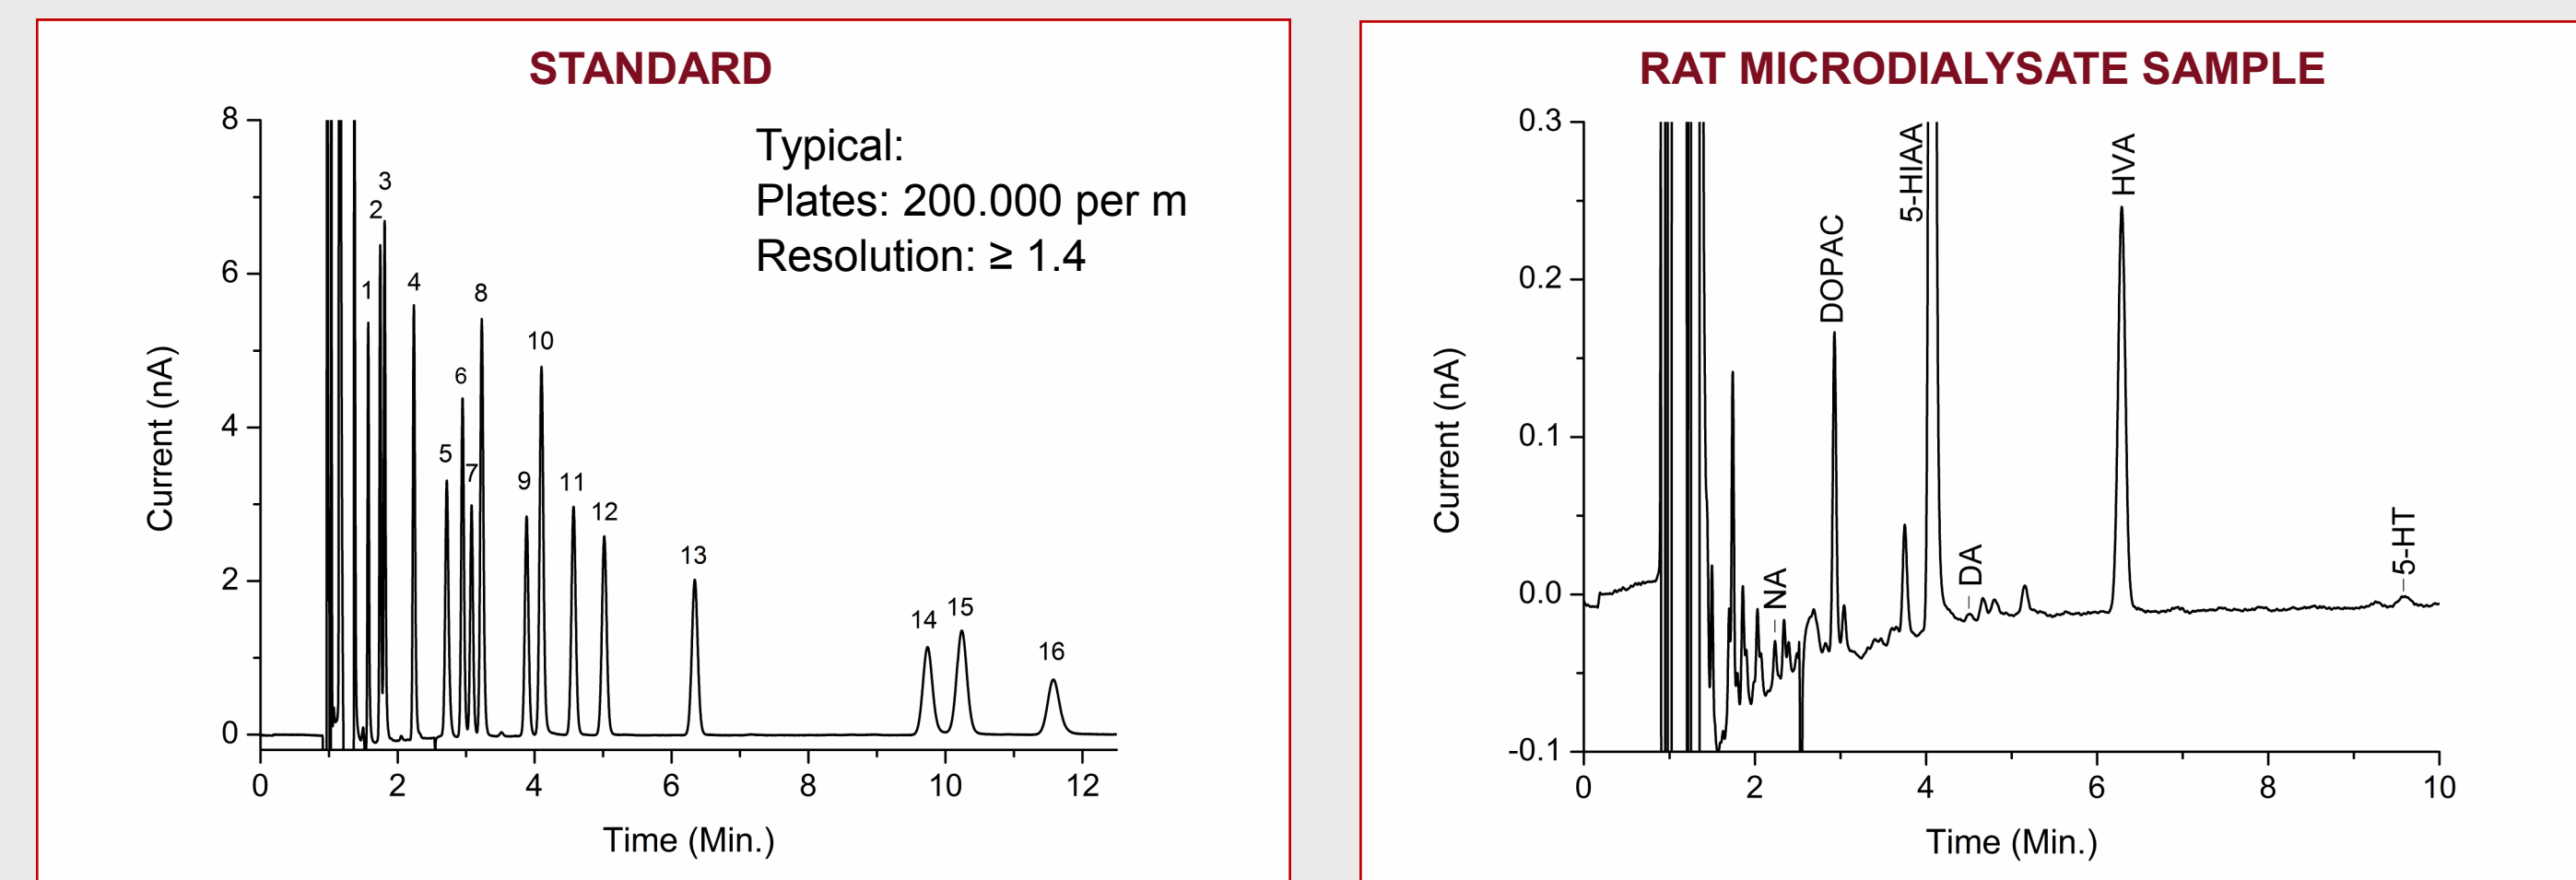 STANDARD
Typical:
Plates: 200.000 per m
Resolution: ≥ 1.4
8
6
4
2
0
Current (nA)
1
2
3
4
5
6
7
8
9
10
11
12
13
14
15
16
0
2
4
6
8
10
12
Time (Min.)
RAT MICRODIALYSATE SAMPLE
0.3
0.2
0.1
0.0
-0.1
Current (nA)
NA
DOPAC
5-HIAA
DA
HVA
5-HT
0
2
4
6
8
10
Time (Min.)